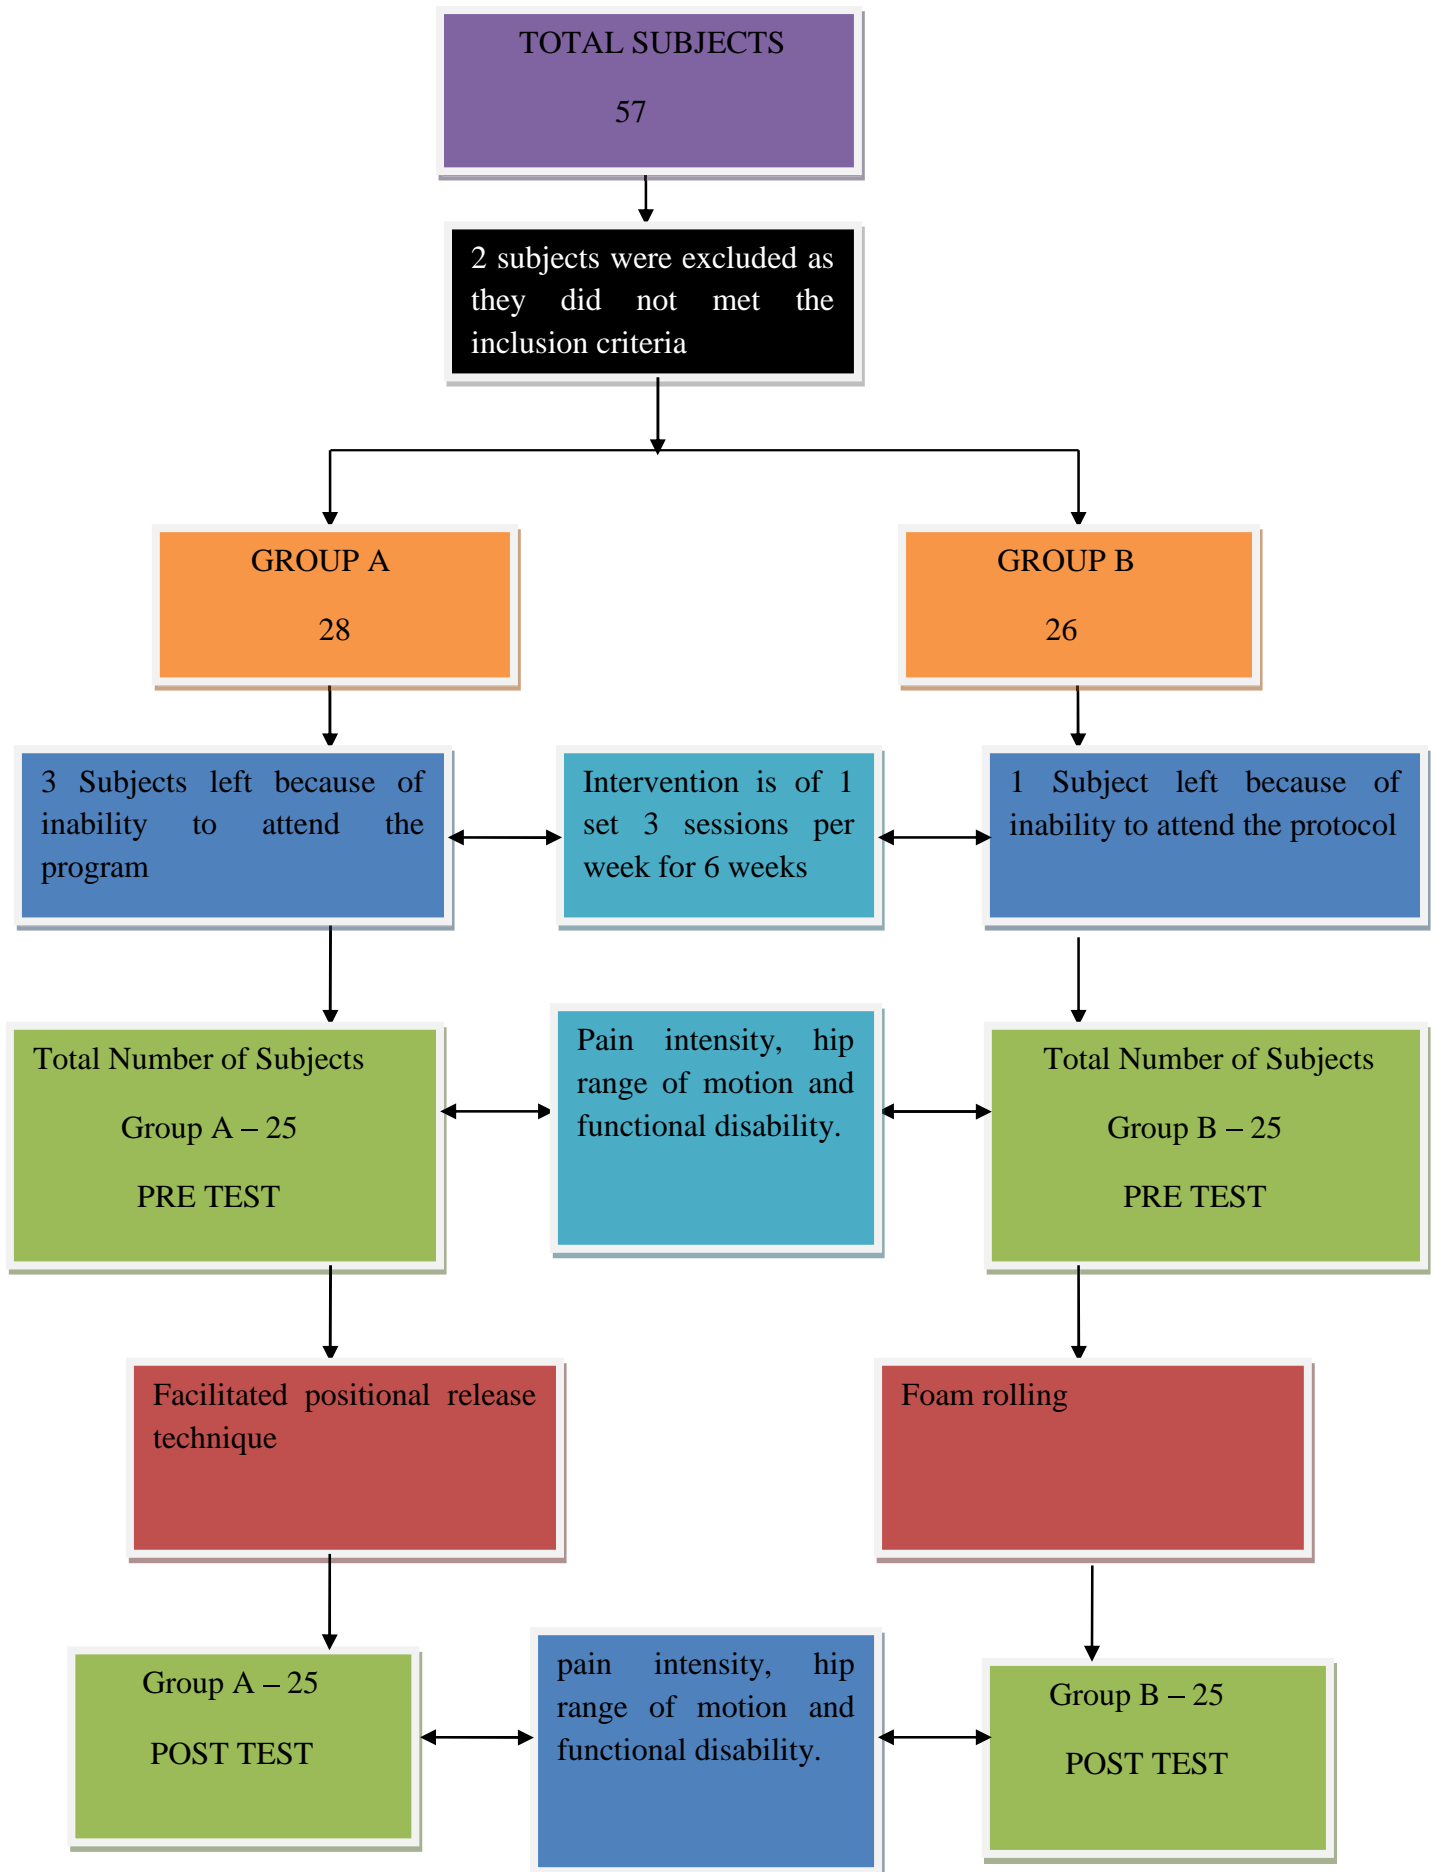 TOTAL SUBJECTS
57
2 subjects were excluded as
they did not met the
inclusion criteria
GROUP A
28
GROUP B
26
3 Subjects left because of
inability to attend the
program
Intervention is of 1
set 3 sessions per
week for 6 weeks
1 Subject left because of
inability to attend the protocol
Total Number of Subjects
Group A – 25
PRE TEST
Pain intensity, hip
range of motion and
functional disability.
Total Number of Subjects
Group B – 25
PRE TEST
Facilitated positional release
technique
Foam rolling
Group A – 25
POST TEST
pain intensity, hip
range of motion and
functional disability.
Group B – 25
POST TEST